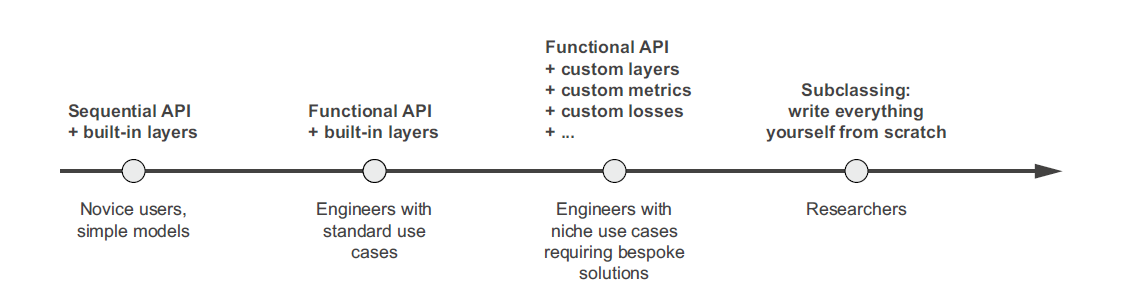 Sequential API
+ built-in layers
Functional API
+ built-in layers
Functional API
+ custom layers
+ custom metrics
+ custom losses
+ ...
Subclassing:
write everything
yourself from scratch
Novice users,
simple models
Engineers with
standard use
cases
Engineers with
niche use cases
requiring bespoke
solutions
Researchers